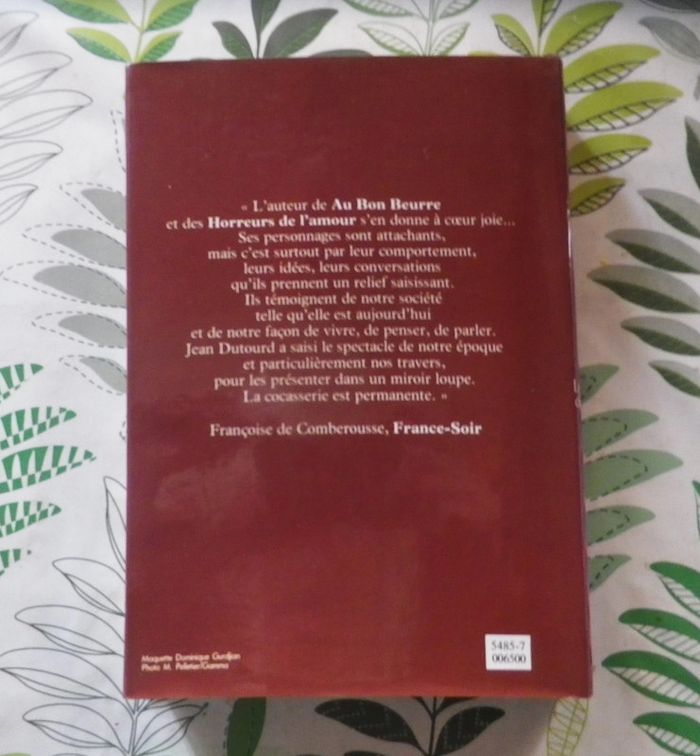 « L'auteur de Au Bon Beurre
et des Horreurs de l'amour s'en donne à cœur joie...
Ses personnages sont attachants,
mais c'est surtout par leur comportement,
leurs idées, leurs conversations
qu'ils prennent un relief saisissant.
Ils témoignent de notre société
telle qu'elle est aujourd'hui
et de notre façon de vivre, de penser, de parler.
Jean Dutourd a saisi le spectacle de notre époque
et particulièrement nos travers,
pour les présenter dans un miroir loupe.
La cocasserie est permanente. »
Françoise de Comberousse, France-Soir
Maquette Dominique Gurdjian
Photo M. Pelletier/Gamma
5485-7
006500